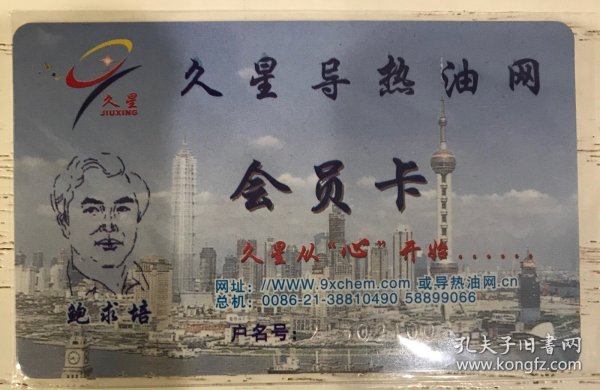 久星导热油网
久星
JIUXING
会员卡
久星从“心”开始......
网址://WWW.9xchem.com 或导热油网.cn
总机: 0086-21-38810490 58899066
鲍求培
户名号:
孔夫子旧书网
www.kongfz.com